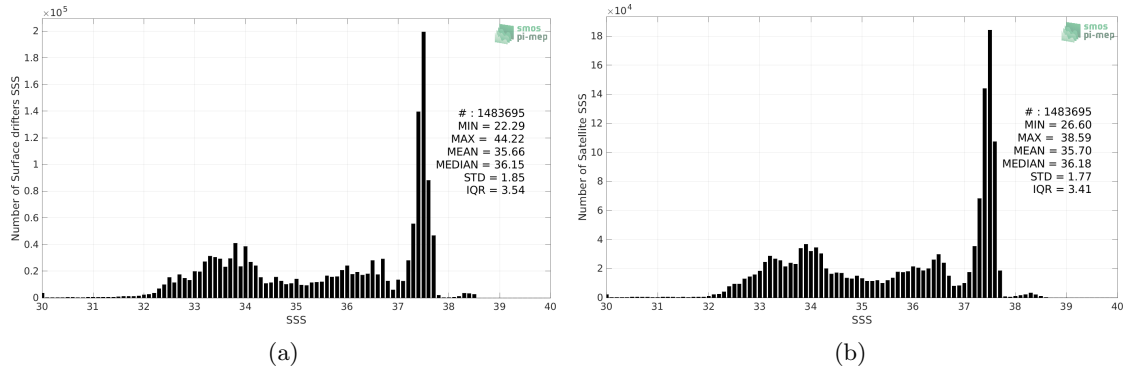 ×10⁵
2
1.8
1.6
1.4
1.2
1
0.8
0.6
0.4
0.2
0
Number of Surface drifters SSS
smos
pi-mep
# : 1483695
MIN = 22.29
MAX = 44.22
MEAN = 35.66
MEDIAN = 36.15
STD = 1.85
IQR = 3.54
30 31 32 33 34 35 36 37 38 39 40
SSS
(a)
×10⁴
18
16
14
12
10
8
6
4
2
0
Number of Satellite SSS
smos
pi-mep
# : 1483695
MIN = 26.60
MAX = 38.59
MEAN = 35.70
MEDIAN = 36.18
STD = 1.77
IQR = 3.41
30 31 32 33 34 35 36 37 38 39 40
SSS
(b)